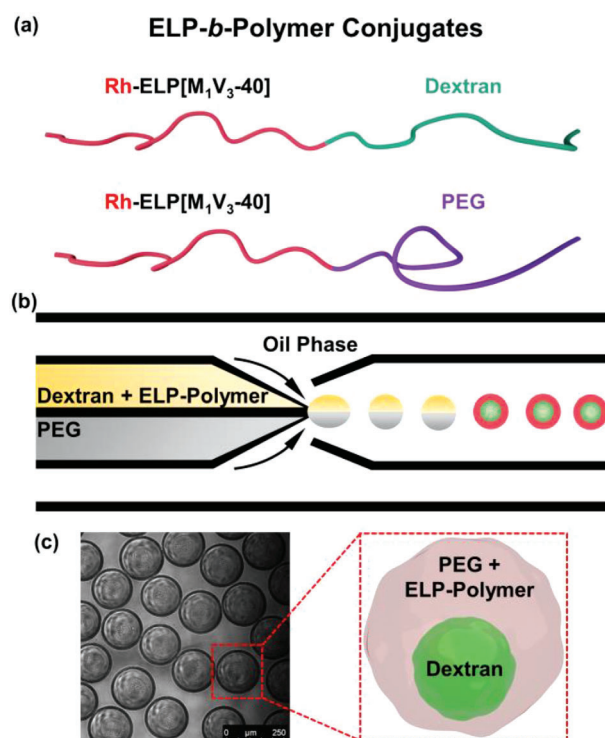 (a)
ELP-b-Polymer Conjugates
Rh-ELP[M₁V₃-40]
Dextran
Rh-ELP[M₁V₃-40]
PEG
(b)
Oil Phase
Dextran + ELP-Polymer
PEG
(c)
0 µm 250
PEG +
ELP-Polymer
Dextran